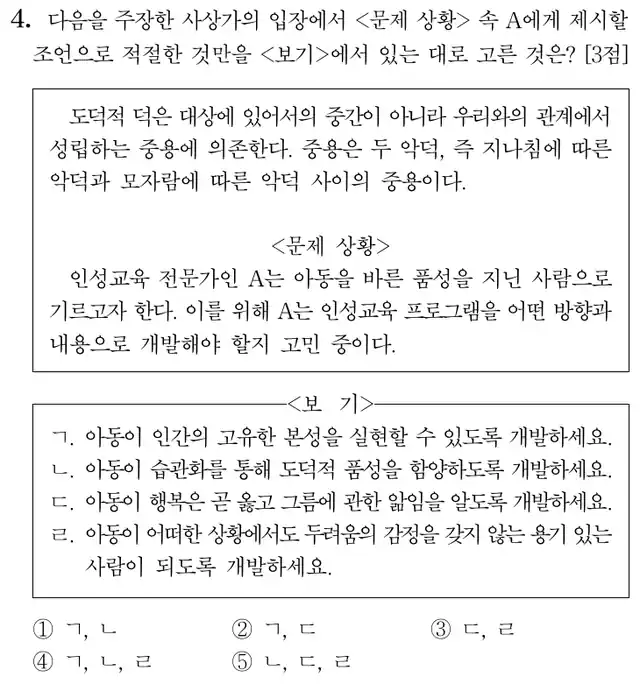 4. 다음을 주장한 사상가의 입장에서 <문제 상황> 속 A에게 제시할
조언으로 적절한 것만을 <보기>에서 있는 대로 고른 것은? [3점]
도덕적 덕은 대상에 있어서의 중간이 아니라 우리와의 관계에서
성립하는 중용에 의존한다. 중용은 두 악덕, 즉 지나침에 따른
악덕과 모자람에 따른 악덕 사이의 중용이다.
<문제 상황>
인성교육 전문가인 A는 아동을 바른 품성을 지닌 사람으로
기르고자 한다. 이를 위해 A는 인성교육 프로그램을 어떤 방향과
내용으로 개발해야 할지 고민 중이다.
<보 기>
ㄱ. 아동이 인간의 고유한 본성을 실현할 수 있도록 개발하세요.
ㄴ. 아동이 습관화를 통해 도덕적 품성을 함양하도록 개발하세요.
ㄷ. 아동이 행복은 곧 옳고 그름에 관한 앎임을 알도록 개발하세요.
ㄹ. 아동이 어떠한 상황에서도 두려움의 감정을 갖지 않는 용기 있는
사람이 되도록 개발하세요.
① ㄱ, ㄴ ② ㄱ, ㄷ ③ ㄷ, ㄹ
④ ㄱ, ㄴ, ㄹ ⑤ ㄴ, ㄷ, ㄹ